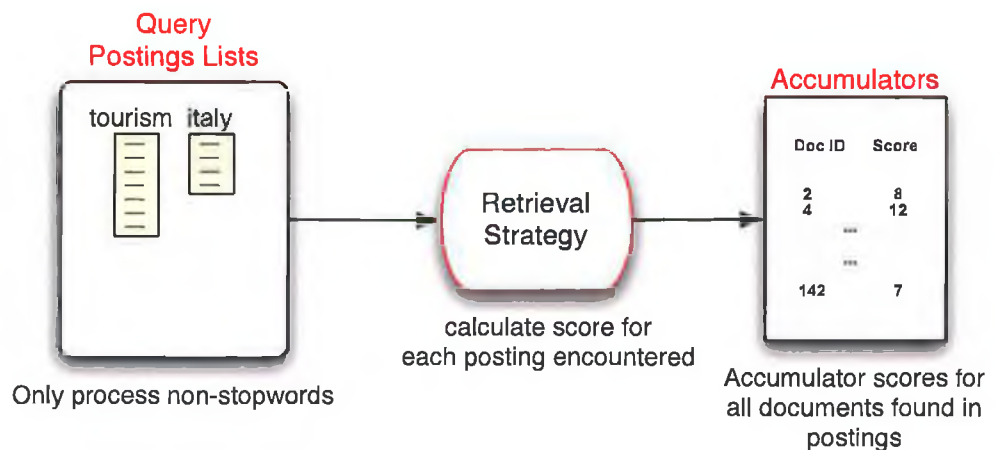 Query
Postings Lists
tourism italy
Only process non-stopwords
Retrieval
Strategy
calculate score for
each posting encountered
Accumulators
Doc ID Score
2 8
4 12
...
...
142 7
Accumulator scores for
all documents found in
postings